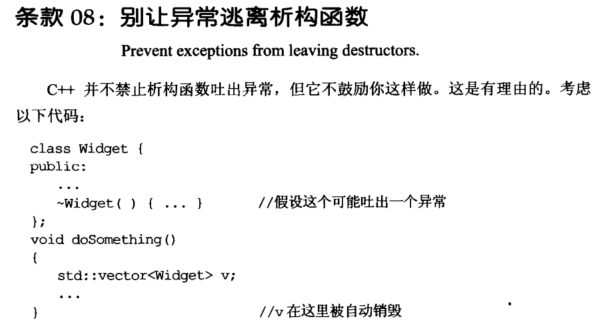 条款 08：别让异常逃离析构函数
Prevent exceptions from leaving destructors.
C++ 并不禁止析构函数吐出异常，但它不鼓励你这样做。这是有理由的。考虑
以下代码：
class Widget {
public:
...
~Widget( ) { ... } //假设这个可能吐出一个异常
};
void doSomething()
{
std::vector<Widget> v;
...
} //v 在这里被自动销毁